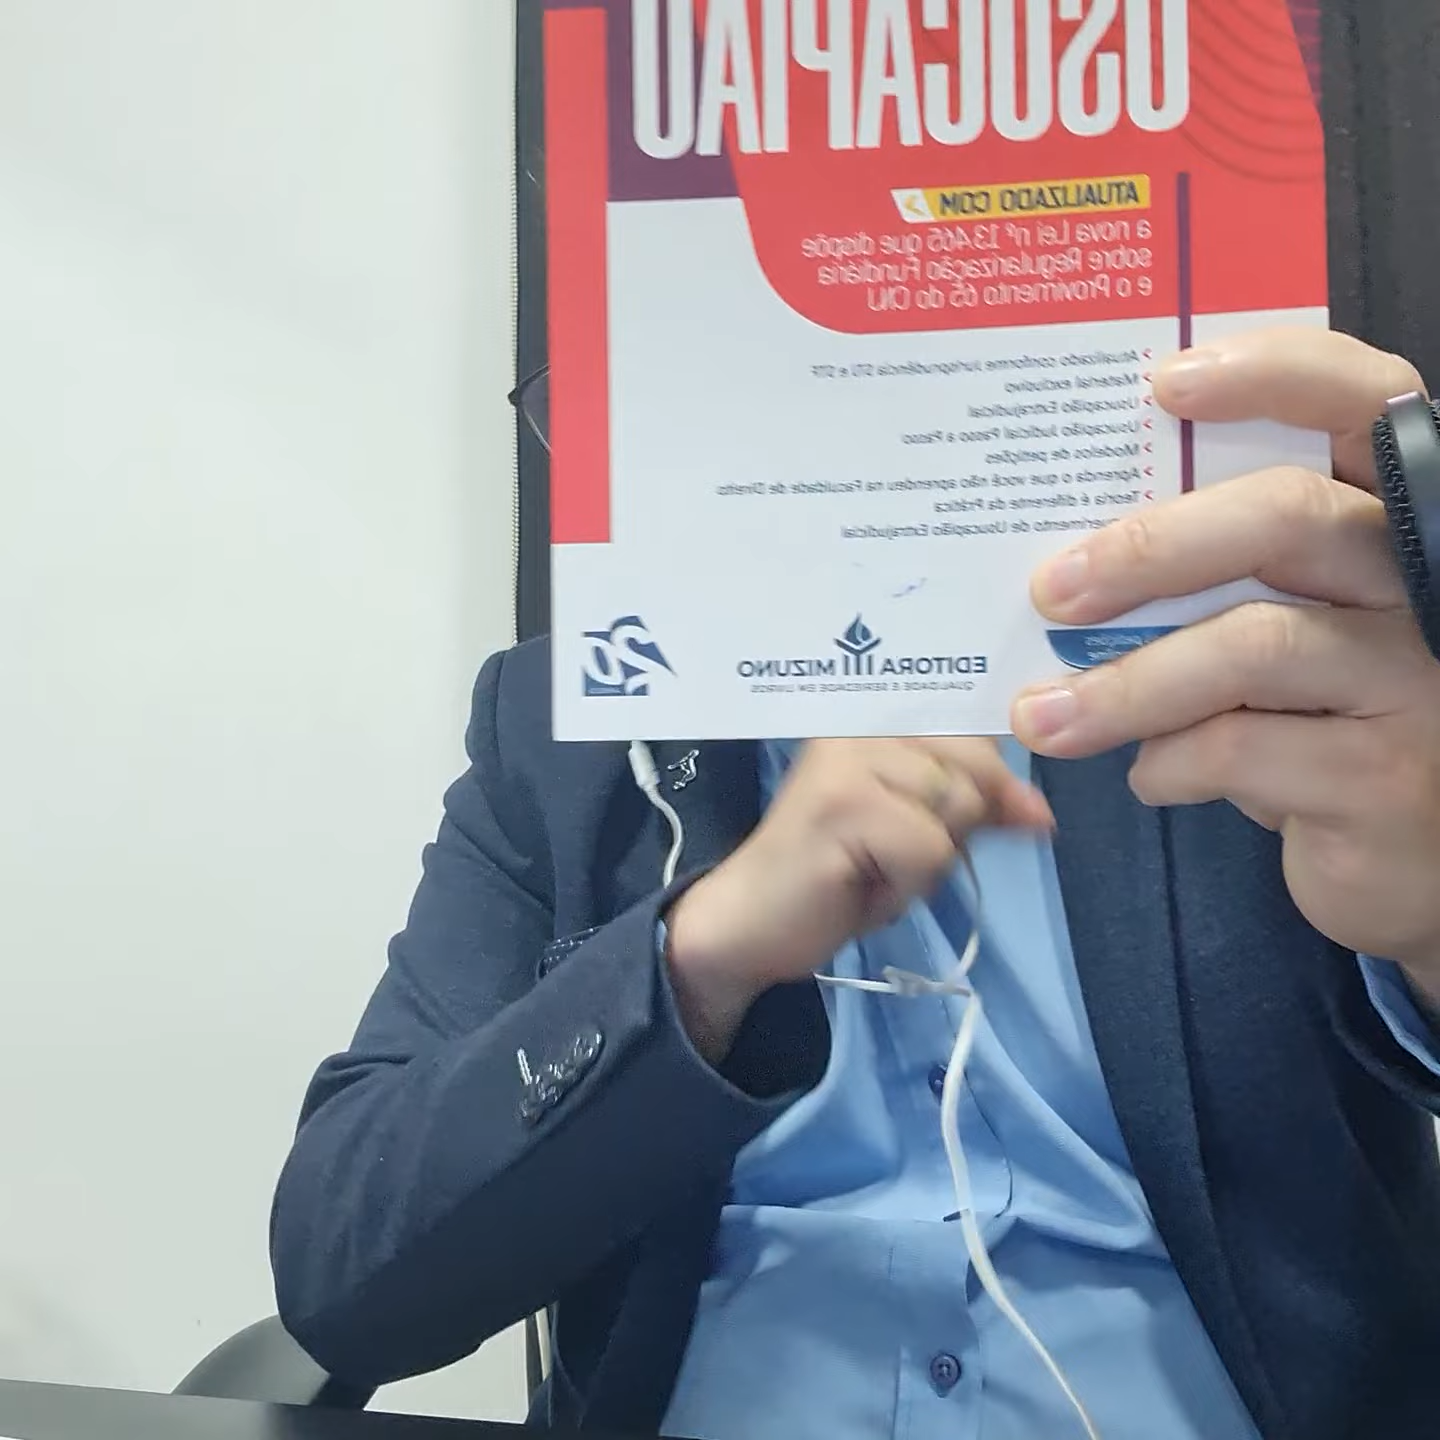 USUCAPIÃO
ATUALIZADO COM
a nova Lei nº 13.465 que dispõe
sobre Regularização Fundiária
e o Provimento 65 do CNJ
Atualizado conforme Jurisprudência STJ e STF
Material exclusivo
Usucapião Extrajudicial
Usucapião Judicial Passo a Passo
Modelos de petições
Aprenda o que você não aprendeu na Faculdade de Direito
Teoria é diferente da Prática
de Usucapião Extrajudicial
EDITORA MIZUNO
QUALIDADE E SERIEDADE EM LIVROS
20